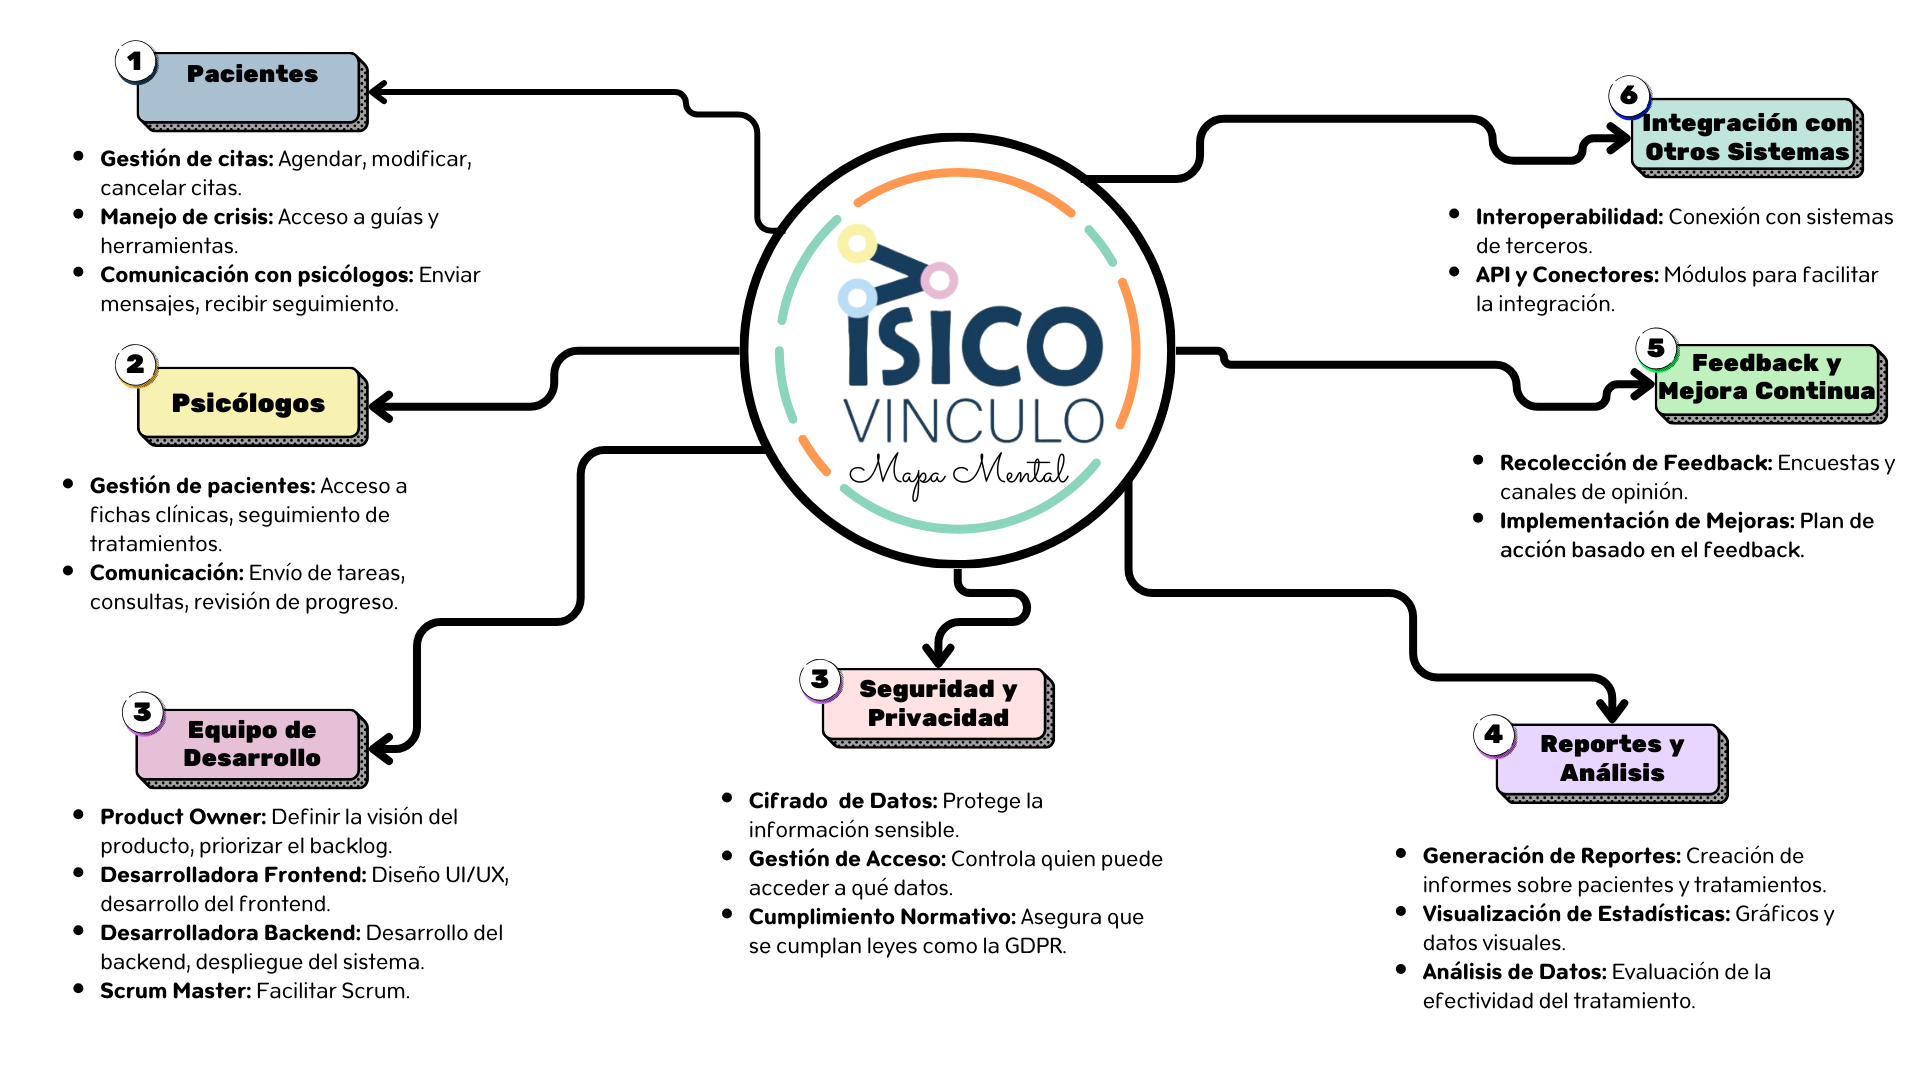 1
Pacientes
Gestión de citas: Agendar, modificar,
cancelar citas.
Manejo de crisis: Acceso a guías y
herramientas.
Comunicación con psicólogos: Enviar
mensajes, recibir seguimiento.
2
Psicólogos
Gestión de pacientes: Acceso a
fichas clínicas, seguimiento de
tratamientos.
Comunicación: Envío de tareas,
consultas, revisión de progreso.
3
Equipo de
Desarrollo
Product Owner: Definir la visión del
producto, priorizar el backlog.
Desarrolladora Frontend: Diseño UI/UX,
desarrollo del frontend.
Desarrolladora Backend: Desarrollo del
backend, despliegue del sistema.
Scrum Master: Facilitar Scrum.
ISICO
VINCULO
Mapa Mental
3
Seguridad y
Privacidad
Cifrado  de Datos: Protege la
información sensible.
Gestión de Acceso: Controla quien puede
acceder a qué datos.
Cumplimiento Normativo: Asegura que
se cumplan leyes como la GDPR.
6
Integración con
Otros Sistemas
Interoperabilidad: Conexión con sistemas
de terceros.
API y Conectores: Módulos para facilitar
la integración.
5
Feedback y
Mejora Continua
Recolección de Feedback: Encuestas y
canales de opinión.
Implementación de Mejoras: Plan de
acción basado en el feedback.
4
Reportes y
Análisis
Generación de Reportes: Creación de
informes sobre pacientes y tratamientos.
Visualización de Estadísticas: Gráficos y
datos visuales.
Análisis de Datos: Evaluación de la
efectividad del tratamiento.